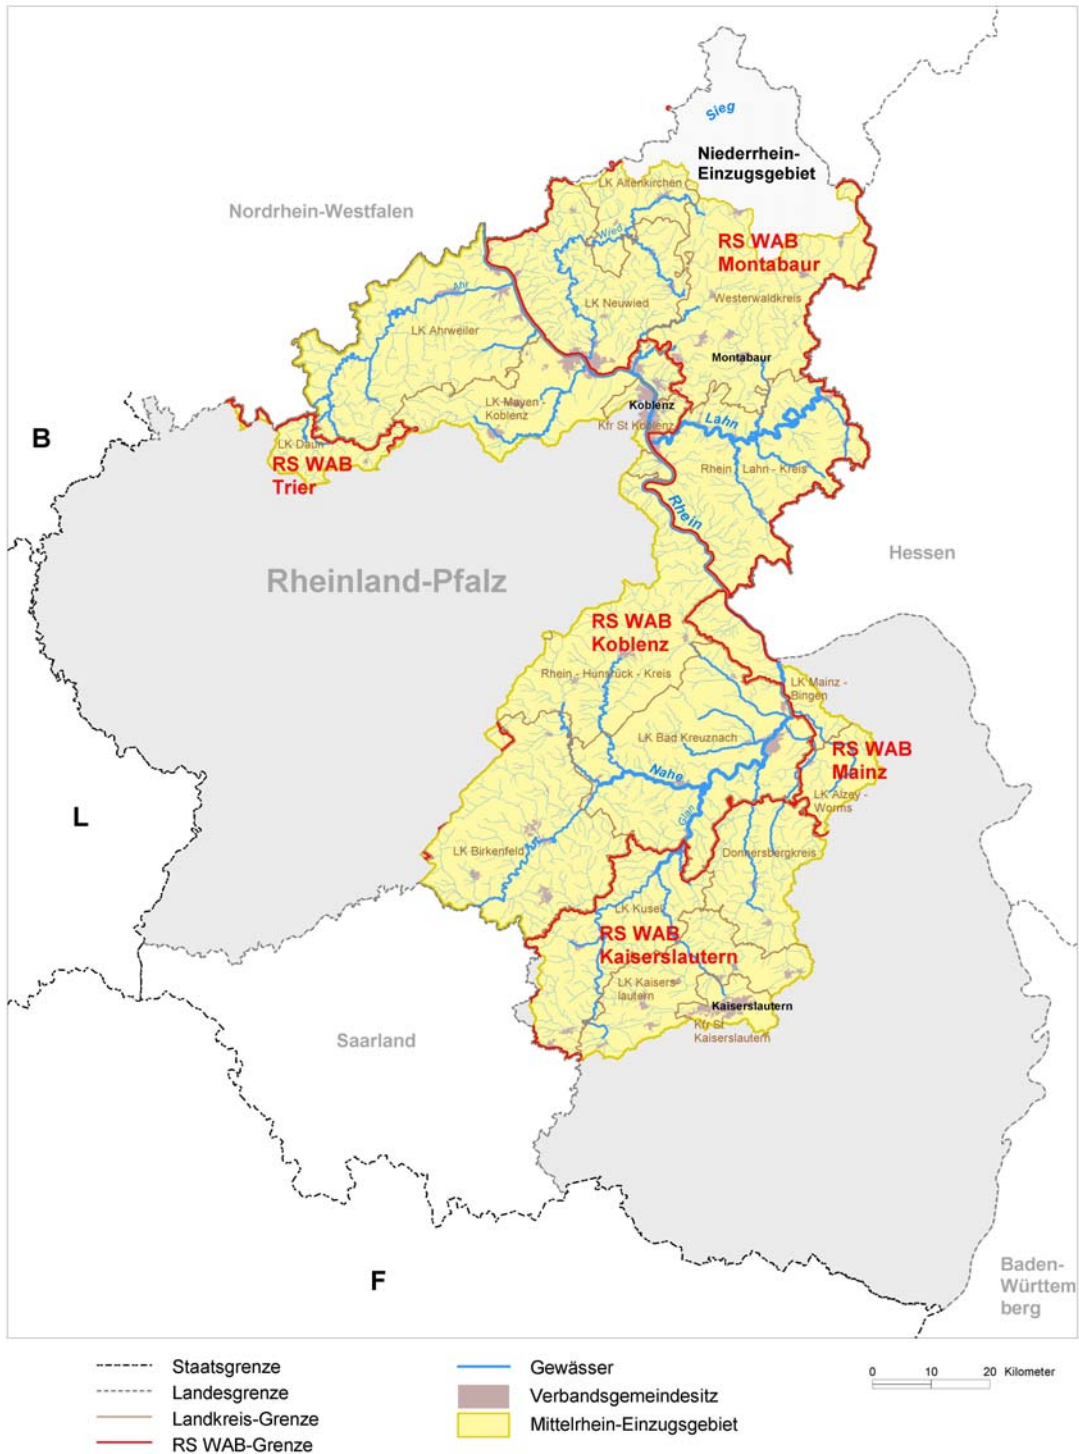 Sieg
Niederrhein-
Einzugsgebiet
LK Altenkirchen
Nordrhein-Westfalen
Wied
RS WAB
Montabaur
Ahr
LK Neuwied
Westerwaldkreis
LK Ahrweiler
Montabaur
LK Mayen -
Koblenz
Koblenz
Kfr St Koblenz
Lahn
B
LK Daun
RS WAB
Trier
Rhein - Lahn - Kreis
Rhein
Hessen
Rheinland-Pfalz
RS WAB
Koblenz
Rhein - Hunsrück - Kreis
LK Mainz -
Bingen
LK Bad Kreuznach
RS WAB
Mainz
Nahe
LK Alzey -
Worms
L
Glan
LK Birkenfeld
Donnersbergkreis
LK Kusel
RS WAB
Kaiserslautern
LK Kaisers-
lautern
Kaiserslautern
Kfr St
Kaiserslautern
Saarland
F
Baden-
Württem
berg
Staatsgrenze
Landesgrenze
Landkreis-Grenze
RS WAB-Grenze
Gewässer
Verbandsgemeindesitz
Mittelrhein-Einzugsgebiet
0 10 20 Kilometer